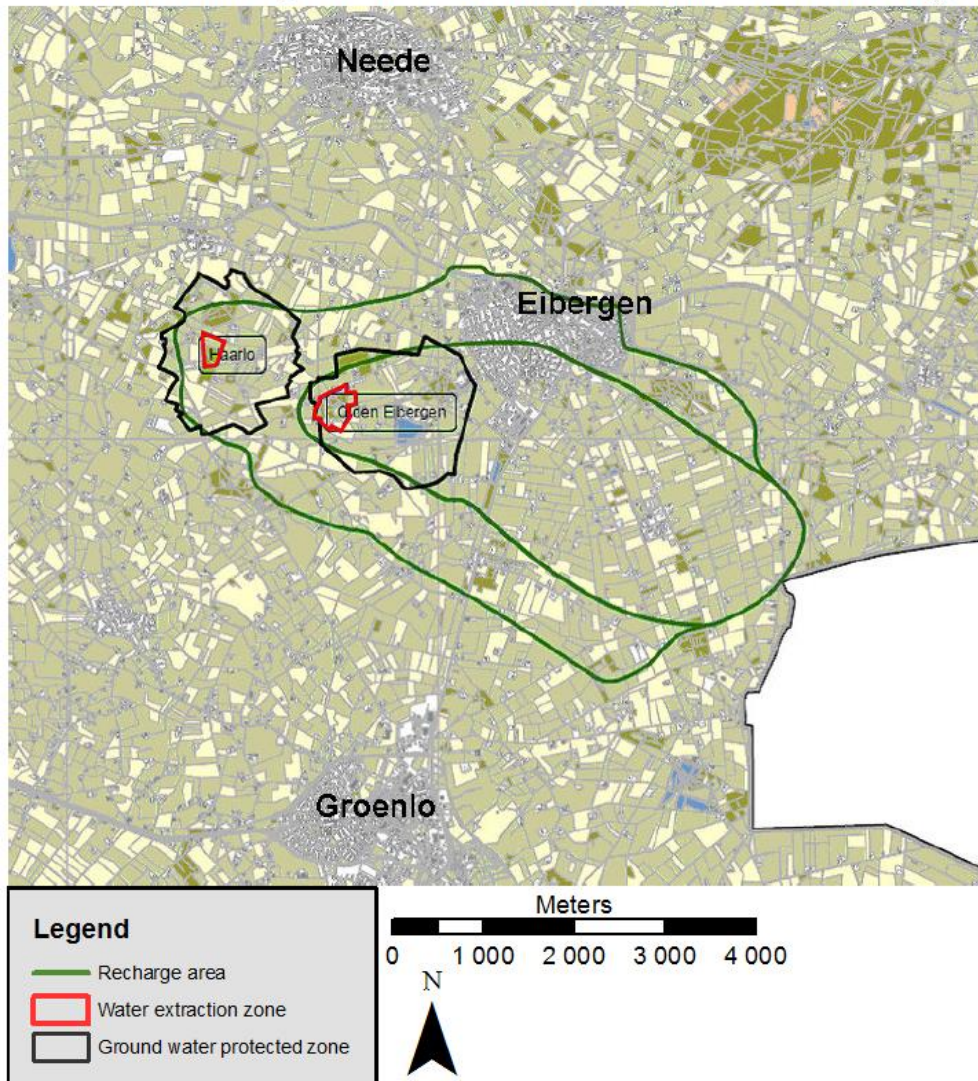 Neede
Eibergen
Haarlo
Olden Eibergen
Groenlo
Legend
Recharge area
Water extraction zone
Ground water protected zone
Meters
0 1 000 2 000 3 000 4 000
N